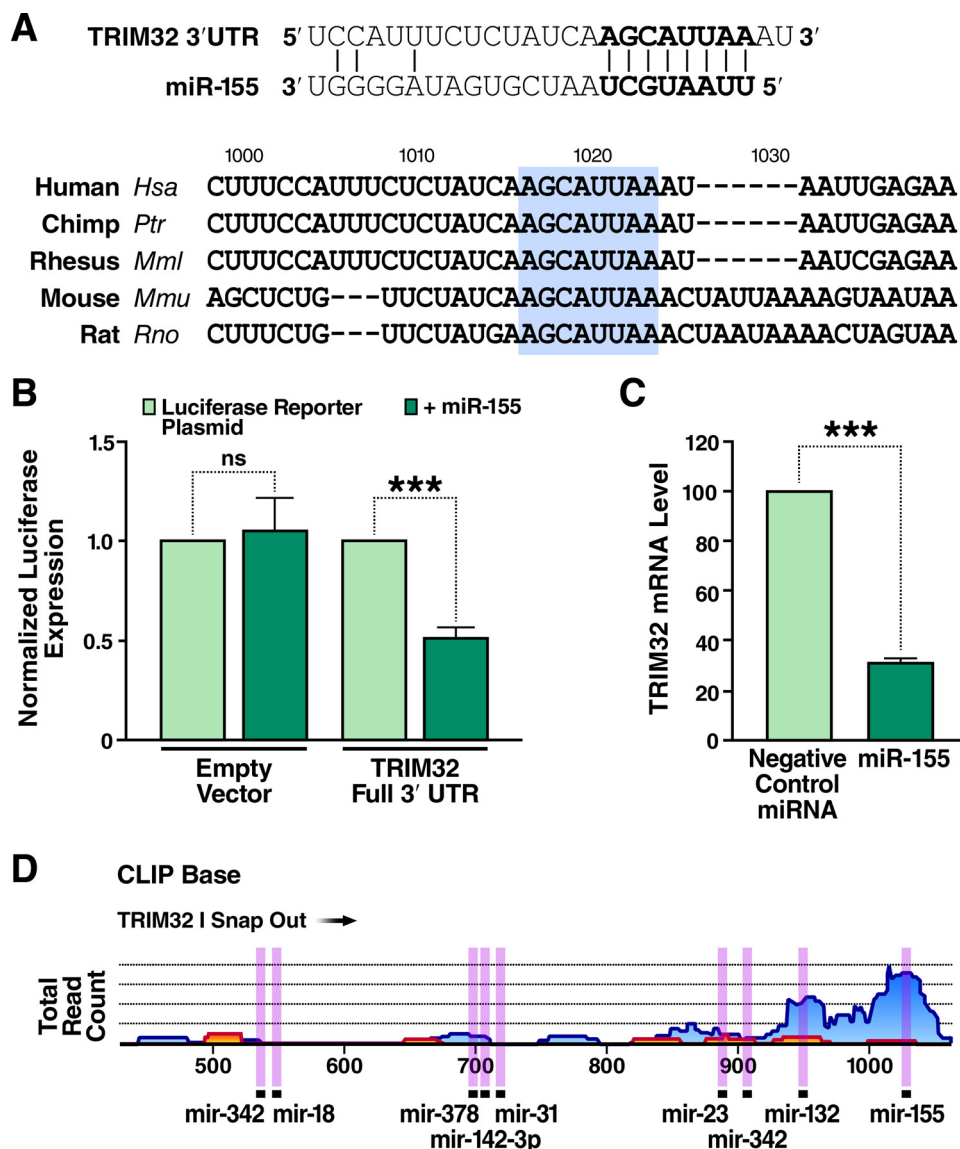 A
TRIM32 3′UTR 5′ UCCAUUUCUCUAUCAAGCAUUAAAU 3′
miR-155 3′ UGGGGAUAGUGCUAAUCGUAAUU 5′
1000 1010 1020 1030
Human Hsa CUUUCCAUUUCUCUAUCAAGCAUUAAAU------AAUUGAGAA
Chimp Ptr CUUUCCAUUUCUCUAUCAAGCAUUAAAU------AAUUGAGAA
Rhesus Mml CUUUCCAUUUCUCUAUCAAGCAUUAAAU------AAUCGAGAA
Mouse Mmu AGCUCUG---UUCUAUCAAGCAUUAAACUAUUAAAAGUAAUAA
Rat Rno CUUUCUG---UUCUAUGAAGCAUUAAACUAAUAAAACUAGUAA
B
Luciferase Reporter
Plasmid
+ miR-155
Normalized Luciferase
Expression
1.5
1.0
0.5
0
ns
***
Empty
Vector
TRIM32
Full 3′ UTR
C
TRIM32 mRNA Level
120
100
80
60
40
20
0
***
Negative
Control
miRNA
miR-155
D
CLIP Base
TRIM32 I Snap Out
Total
Read
Count
500 600 700 800 900 1000
mir-342 mir-18 mir-378 mir-31 mir-23 mir-132 mir-155
mir-142-3p mir-342